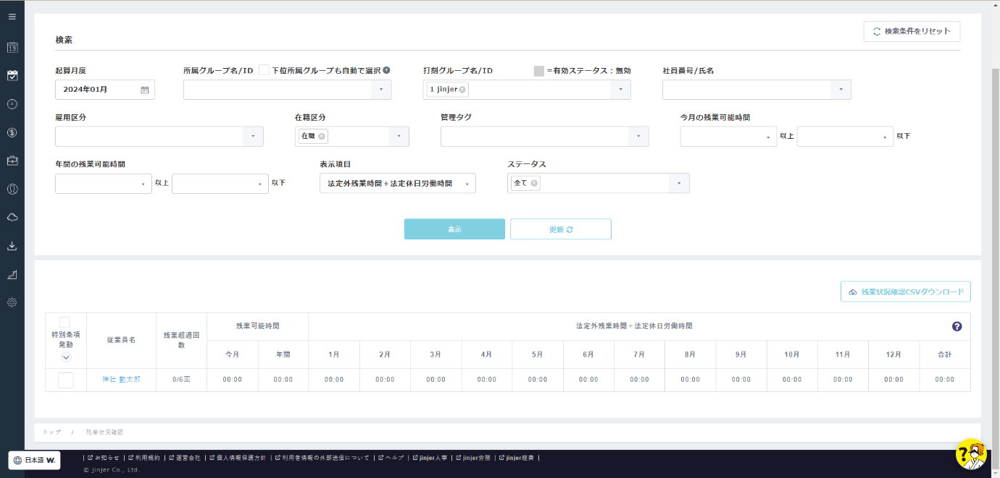 検索条件をリセット
検索
起算月度
所属グループ名/ID 下位所属グループも自動で選択 ?
打刻グループ名/ID =有効ステータス：無効
社員番号/氏名
2024年01月
1 jinjer
雇用区分
在籍区分
管理タグ
今月の残業可能時間
在職
以上
以下
年間の残業可能時間
表示項目
ステータス
以上
以下
法定外残業時間＋法定休日労働時間
全て
表示
更新
残業状況確認CSVダウンロード
特別条項発動
従業員名
残業超過回数
残業可能時間
法定外残業時間＋法定休日労働時間 ?
今月 年間 1月 2月 3月 4月 5月 6月 7月 8月 9月 10月 11月 12月 合計
神社 勤太郎 0/6回 00:00 00:00 00:00 00:00 00:00 00:00 00:00 00:00 00:00 00:00 00:00 00:00 00:00 00:00 00:00
トップ / 残業状況確認
日本語 W.
| お知らせ | 利用規約 | 運営会社 | 個人情報保護方針 | 利用者情報の外部送信について | ヘルプ | jinjer人事 | jinjer労務 | jinjer経費 |
© jinjer Co., Ltd.
19
?